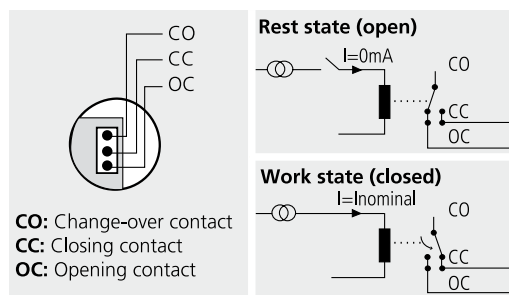 CO
CC
OC
CO: Change-over contact
CC: Closing contact
OC: Opening contact
Rest state (open)
I=0mA
CO
CC
OC
Work state (closed)
I=Inominal
CO
CC
OC